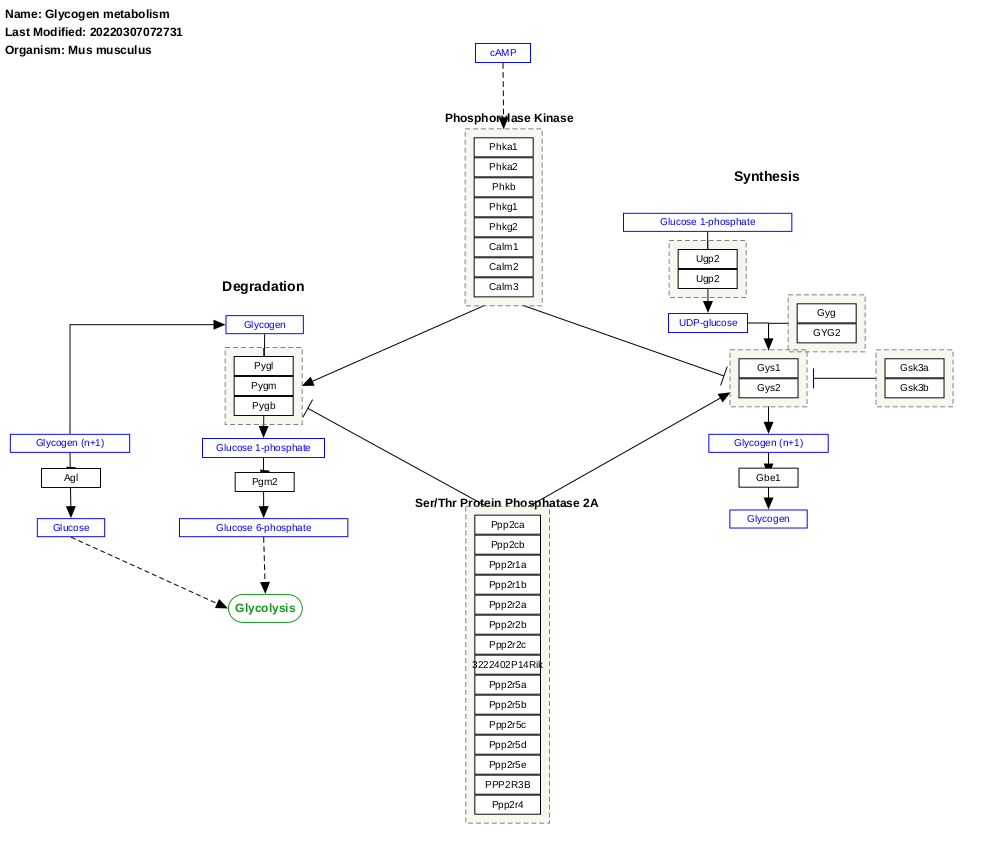 Name: Glycogen metabolism
Last Modified: 20220307072731
Organism: Mus musculus
cAMP
Phosphorylase Kinase
Phka1
Phka2
Phkb
Phkg1
Phkg2
Calm1
Calm2
Calm3
Synthesis
Glucose 1-phosphate
Ugp2
Ugp2
UDP-glucose
Gyg
GYG2
Gys1
Gys2
Gsk3a
Gsk3b
Glycogen (n+1)
Gbe1
Glycogen
Degradation
Glycogen
Pygl
Pygm
Pygb
Glycogen (n+1)
Glucose 1-phosphate
Agl
Pgm2
Glucose
Glucose 6-phosphate
Glycolysis
Ser/Thr Protein Phosphatase 2A
Ppp2ca
Ppp2cb
Ppp2r1a
Ppp2r1b
Ppp2r2a
Ppp2r2b
Ppp2r2c
3222402P14Rik
Ppp2r5a
Ppp2r5b
Ppp2r5c
Ppp2r5d
Ppp2r5e
PPP2R3B
Ppp2r4